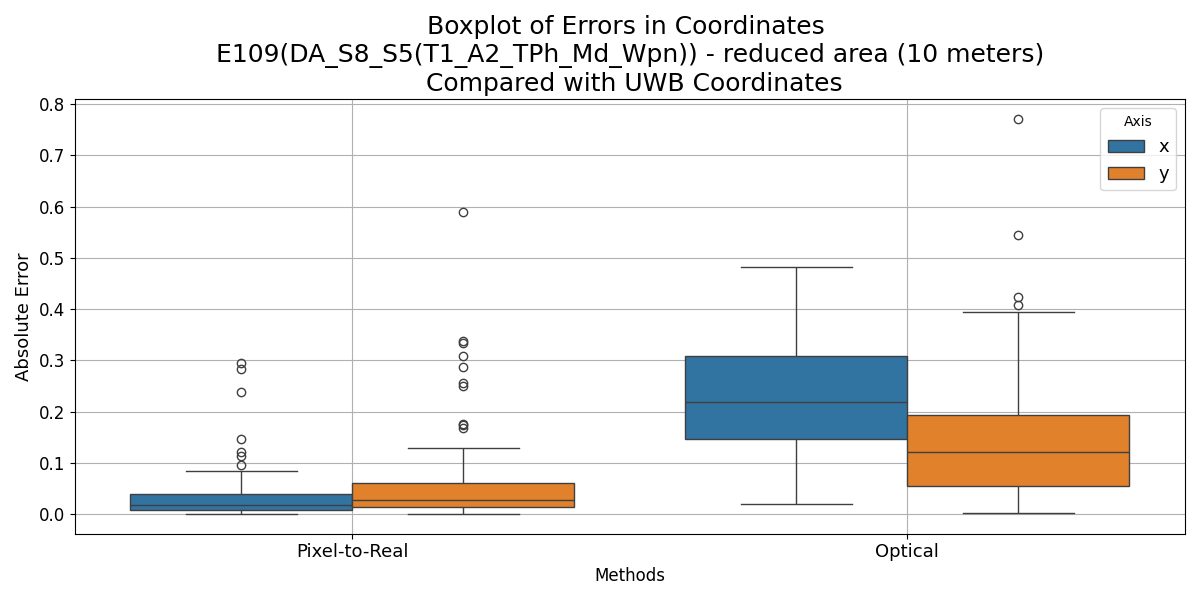 Boxplot of Errors in Coordinates
E109(DA_S8_S5(T1_A2_TPh_Md_Wpn)) - reduced area (10 meters)
Compared with UWB Coordinates
Absolute Error
0.8
0.7
0.6
0.5
0.4
0.3
0.2
0.1
0.0
Axis
x
y
Pixel-to-Real
Optical
Methods